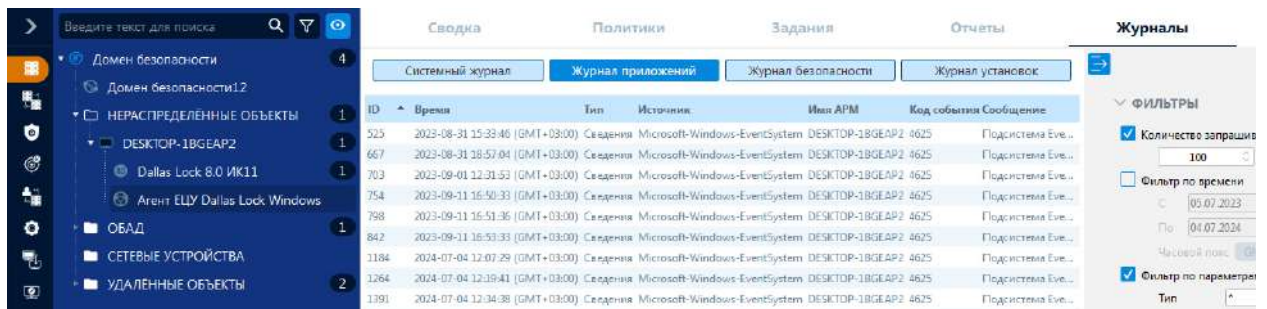 Введите текст для поиска
Сводка Политики Задания Отчеты Журналы
Домен безопасности 4
Домен безопасности12
НЕРАСПРЕДЕЛЁННЫЕ ОБЪЕКТЫ 1
DESKTOP-1BGEAP2 1
Dallas Lock 8.0 ИК11 1
Агент ЕЦУ Dallas Lock Windows
ОБАД 1
СЕТЕВЫЕ УСТРОЙСТВА
УДАЛЁННЫЕ ОБЪЕКТЫ 2
Системный журнал Журнал приложений Журнал безопасности Журнал установок
ID Время Тип Источник Имя АРМ Код события Сообщение
525 2023-08-31 15:33:46 (GMT+03:00) Сведения Microsoft-Windows-EventSystem DESKTOP-1BGEAP2 4625 Подсистема Eve...
667 2023-08-31 18:57:04 (GMT+03:00) Сведения Microsoft-Windows-EventSystem DESKTOP-1BGEAP2 4625 Подсистема Eve...
703 2023-09-01 12:31:53 (GMT+03:00) Сведения Microsoft-Windows-EventSystem DESKTOP-1BGEAP2 4625 Подсистема Eve...
754 2023-09-11 16:50:33 (GMT+03:00) Сведения Microsoft-Windows-EventSystem DESKTOP-1BGEAP2 4625 Подсистема Eve...
798 2023-09-11 16:51:36 (GMT+03:00) Сведения Microsoft-Windows-EventSystem DESKTOP-1BGEAP2 4625 Подсистема Eve...
842 2023-09-11 16:53:33 (GMT+03:00) Сведения Microsoft-Windows-EventSystem DESKTOP-1BGEAP2 4625 Подсистема Eve...
1184 2024-07-04 12:07:29 (GMT+03:00) Сведения Microsoft-Windows-EventSystem DESKTOP-1BGEAP2 4625 Подсистема Eve...
1264 2024-07-04 12:19:41 (GMT+03:00) Сведения Microsoft-Windows-EventSystem DESKTOP-1BGEAP2 4625 Подсистема Eve...
1391 2024-07-04 12:34:38 (GMT+03:00) Сведения Microsoft-Windows-EventSystem DESKTOP-1BGEAP2 4625 Подсистема Eve...
ФИЛЬТРЫ
Количество запрашив
100
Фильтр по времени
С 05.07.2023
По 04.07.2024
Часовой пояс
Фильтр по параметрам
Тип *